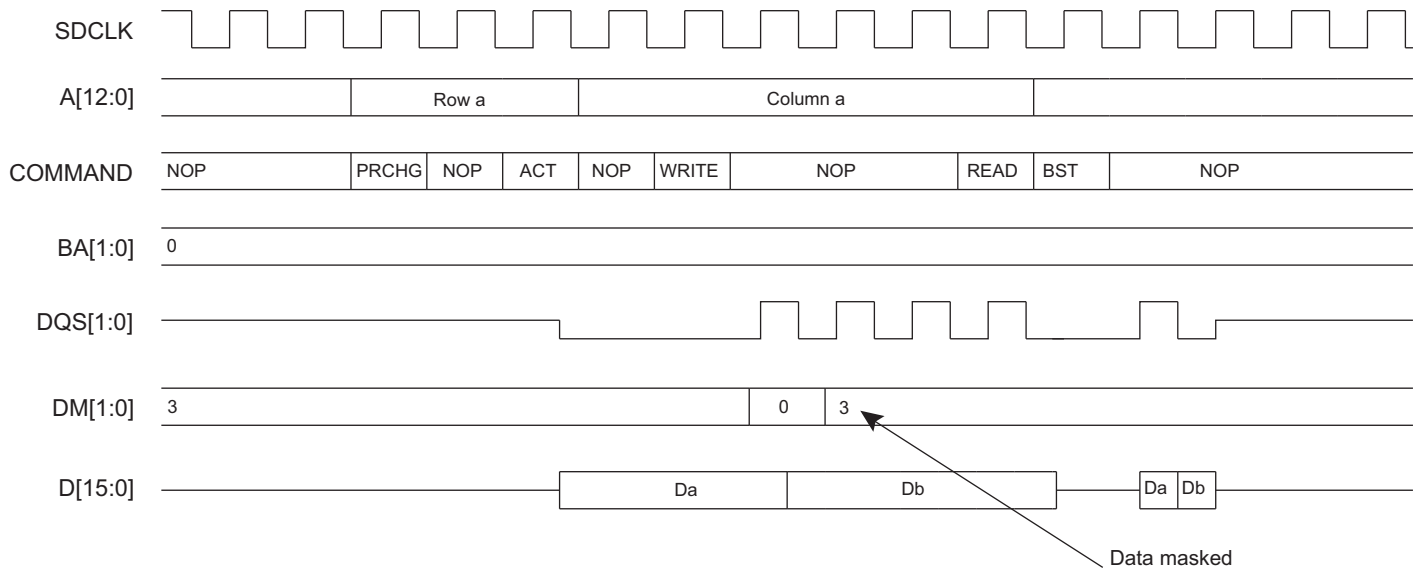 SDCLK
A[12:0] Row a Column a
COMMAND NOP PRCHG NOP ACT NOP WRITE NOP READ BST NOP
BA[1:0] 0
DQS[1:0]
DM[1:0] 3 0 3
D[15:0] Da Db Da Db
Data masked